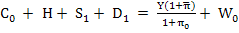 C₀ + H + S₁ + D₁ = Y(1+π̅)/1+π₀ + W₀